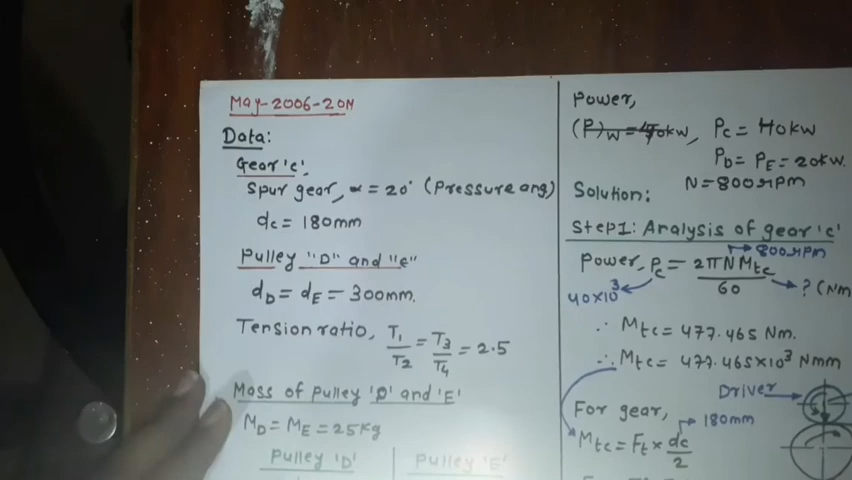 May-2006-20M
Data:
Gear 'C'.
Spur gear, α = 20° (Pressure ang)
dc = 180mm
Pulley "D" and "E"
dD = dE = 300mm.
Tension ratio, T1/T2 = T3/T4 = 2.5
Mass of Pulley 'D' and 'E'
MD = ME = 25kg
Pulley 'D'
Pulley 'E'
Power,
(P)W = 40kW, Pc = 40kW
PD = PE = 20kW.
N = 800rpm
Solution:
Step1: Analysis of gear 'C'
800rpm
Power, Pc = 2πNMtc/60
40×10³
? (Nm
∴ Mtc = 477.465 Nm.
∴ Mtc = 477.465×10³ Nmm
Driver
For gear,
180mm
Mtc = Ft × dc/2